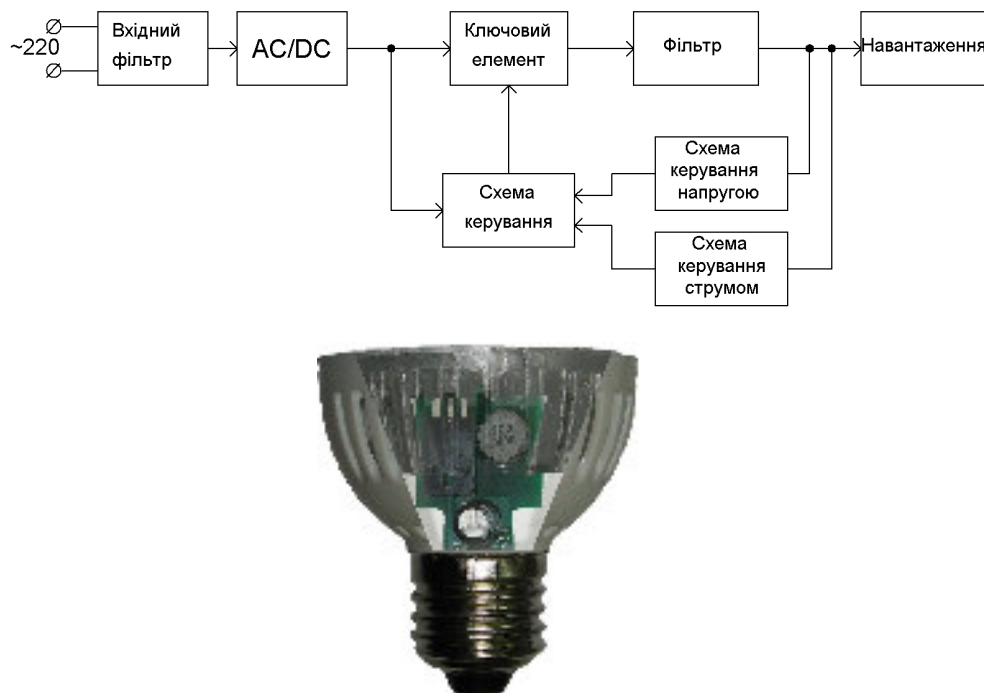 ~220
Вхідний
фільтр
AC/DC
Ключовий
елемент
Фільтр
Навантаження
Схема
керування
напругою
Схема
керування
Схема
керування
струмом